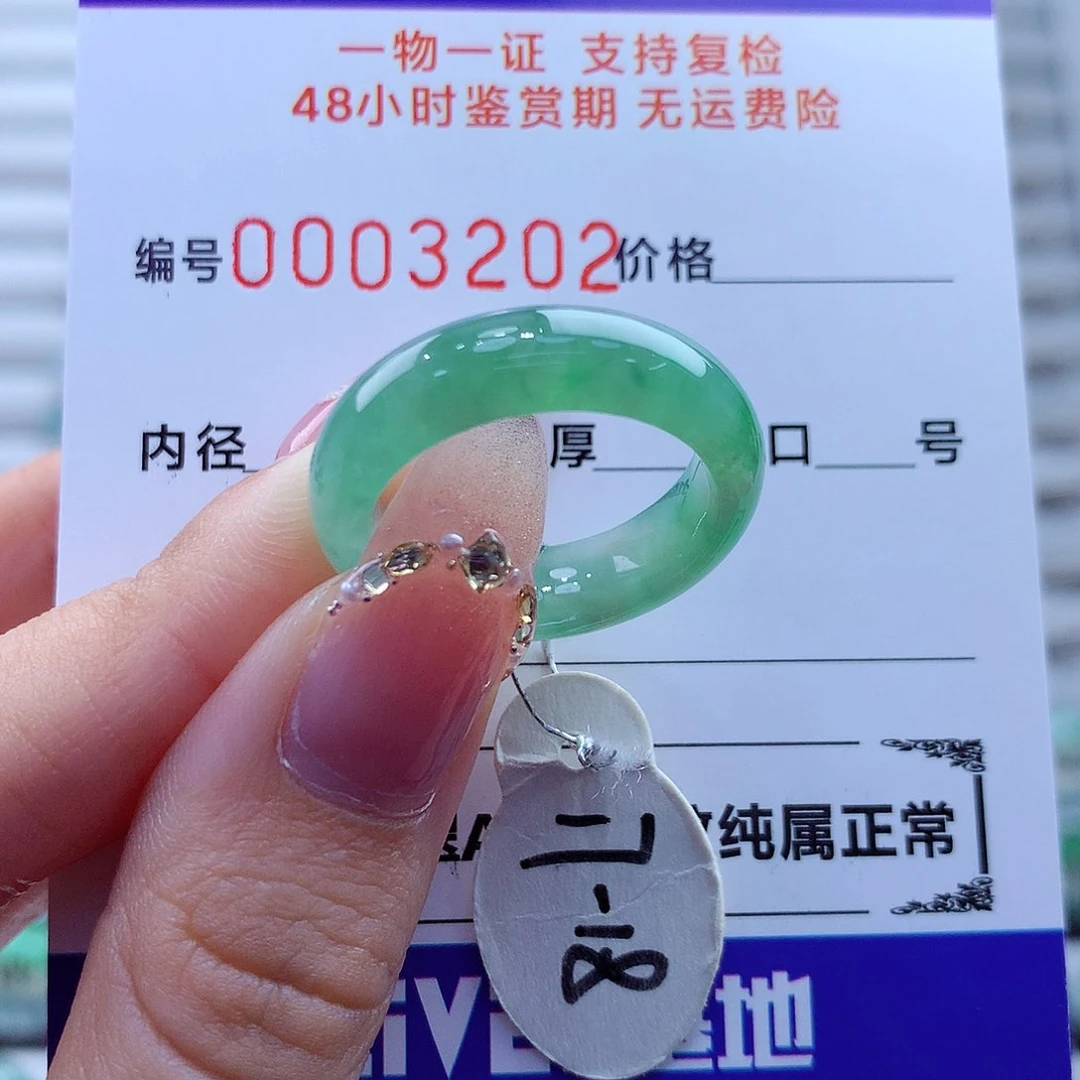 一物一证 支持复检
48小时鉴赏期 无运费险
编号0003202价格
内径 厚 口 号
纯属正常
地